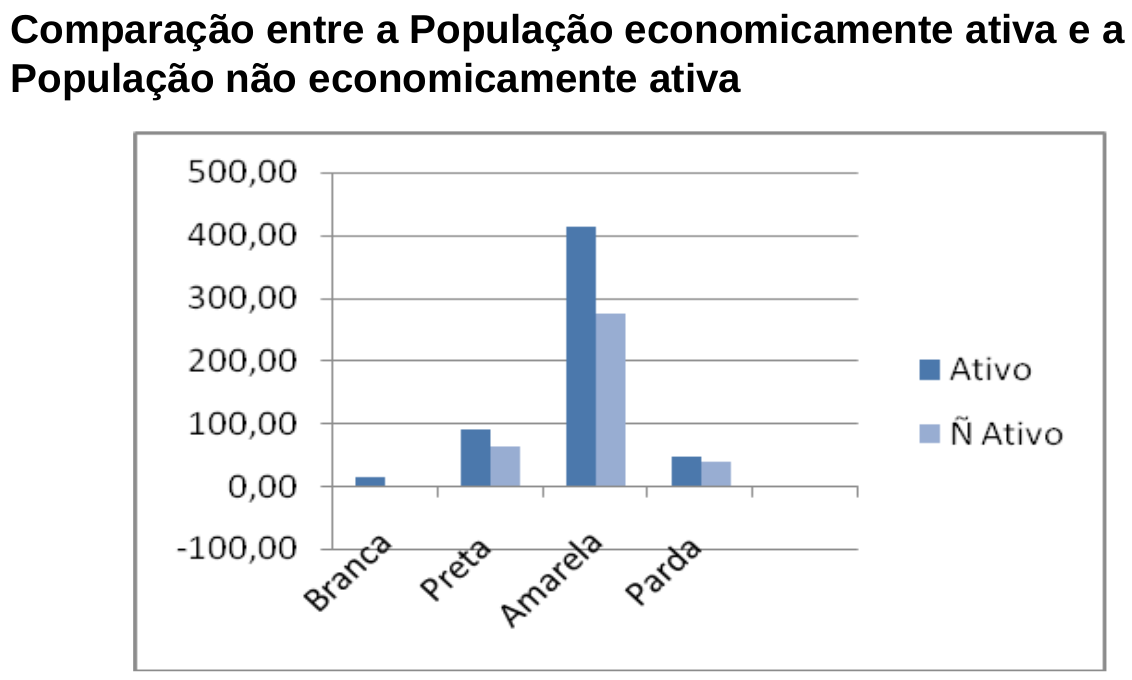 Comparação entre a População economicamente ativa e a
População não economicamente ativa
500,00
400,00
300,00
200,00
100,00
0,00
-100,00
Branca
Preta
Amarela
Parda
Ativo
Ñ Ativo